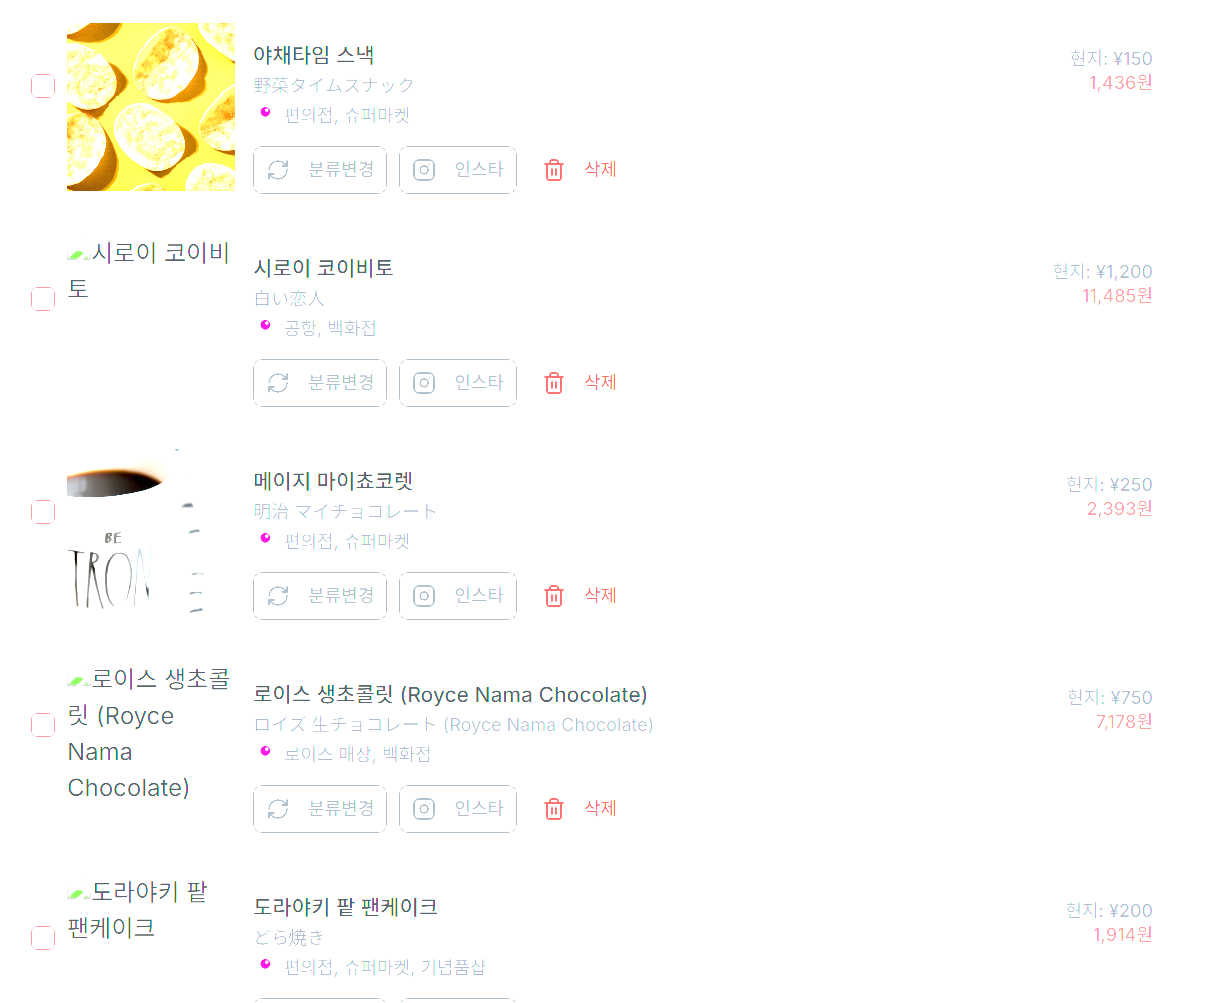 야채타임 스낵
野菜タイムスナック
편의점, 슈퍼마켓
현지: ¥150
1,436원
분류변경 인스타 삭제
시로이 코이비
토
시로이 코이비토
白い恋人
공항, 백화점
현지: ¥1,200
11,485원
분류변경 인스타 삭제
BE
TRON
메이지 마이쵸코렛
明治 マイチョコレート
편의점, 슈퍼마켓
현지: ¥250
2,393원
분류변경 인스타 삭제
로이스 생초콜
릿 (Royce
Nama
Chocolate)
로이스 생초콜릿 (Royce Nama Chocolate)
ロイズ 生チョコレート (Royce Nama Chocolate)
로이스 매장, 백화점
현지: ¥750
7,178원
분류변경 인스타 삭제
도라야키 팥
팬케이크
도라야키 팥 팬케이크
どら焼き
편의점, 슈퍼마켓, 기념품샵
현지: ¥200
1,914원